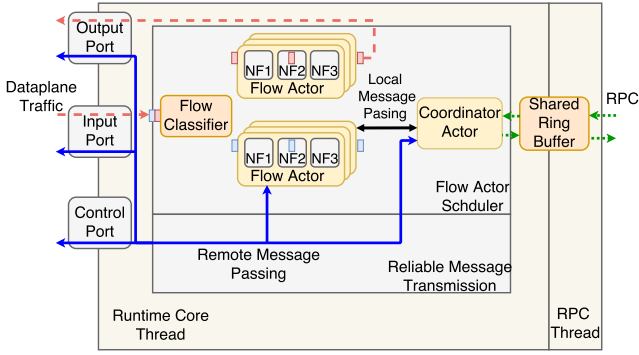 Output
Port
Dataplane
Traffic
Input
Port
Control
Port
NF1
NF2
NF3
Flow Actor
Flow
Classifier
NF1
NF2
NF3
Flow Actor
Local
Message
Pasing
Coordinator
Actor
Shared
Ring
Buffer
RPC
Flow Actor
Schduler
Remote Message
Passing
Reliable Message
Transmission
Runtime Core
Thread
RPC
Thread